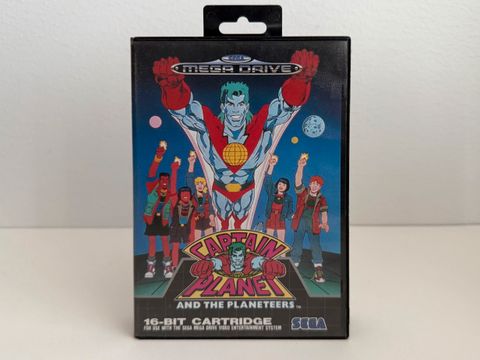 SEGA
MEGA DRIVE
CAPTAIN
PLANET
AND THE PLANETEERS™
16-BIT CARTRIDGE
FOR USE WITH THE SEGA MEGA DRIVE VIDEO ENTERTAINMENT SYSTEM
SEGA